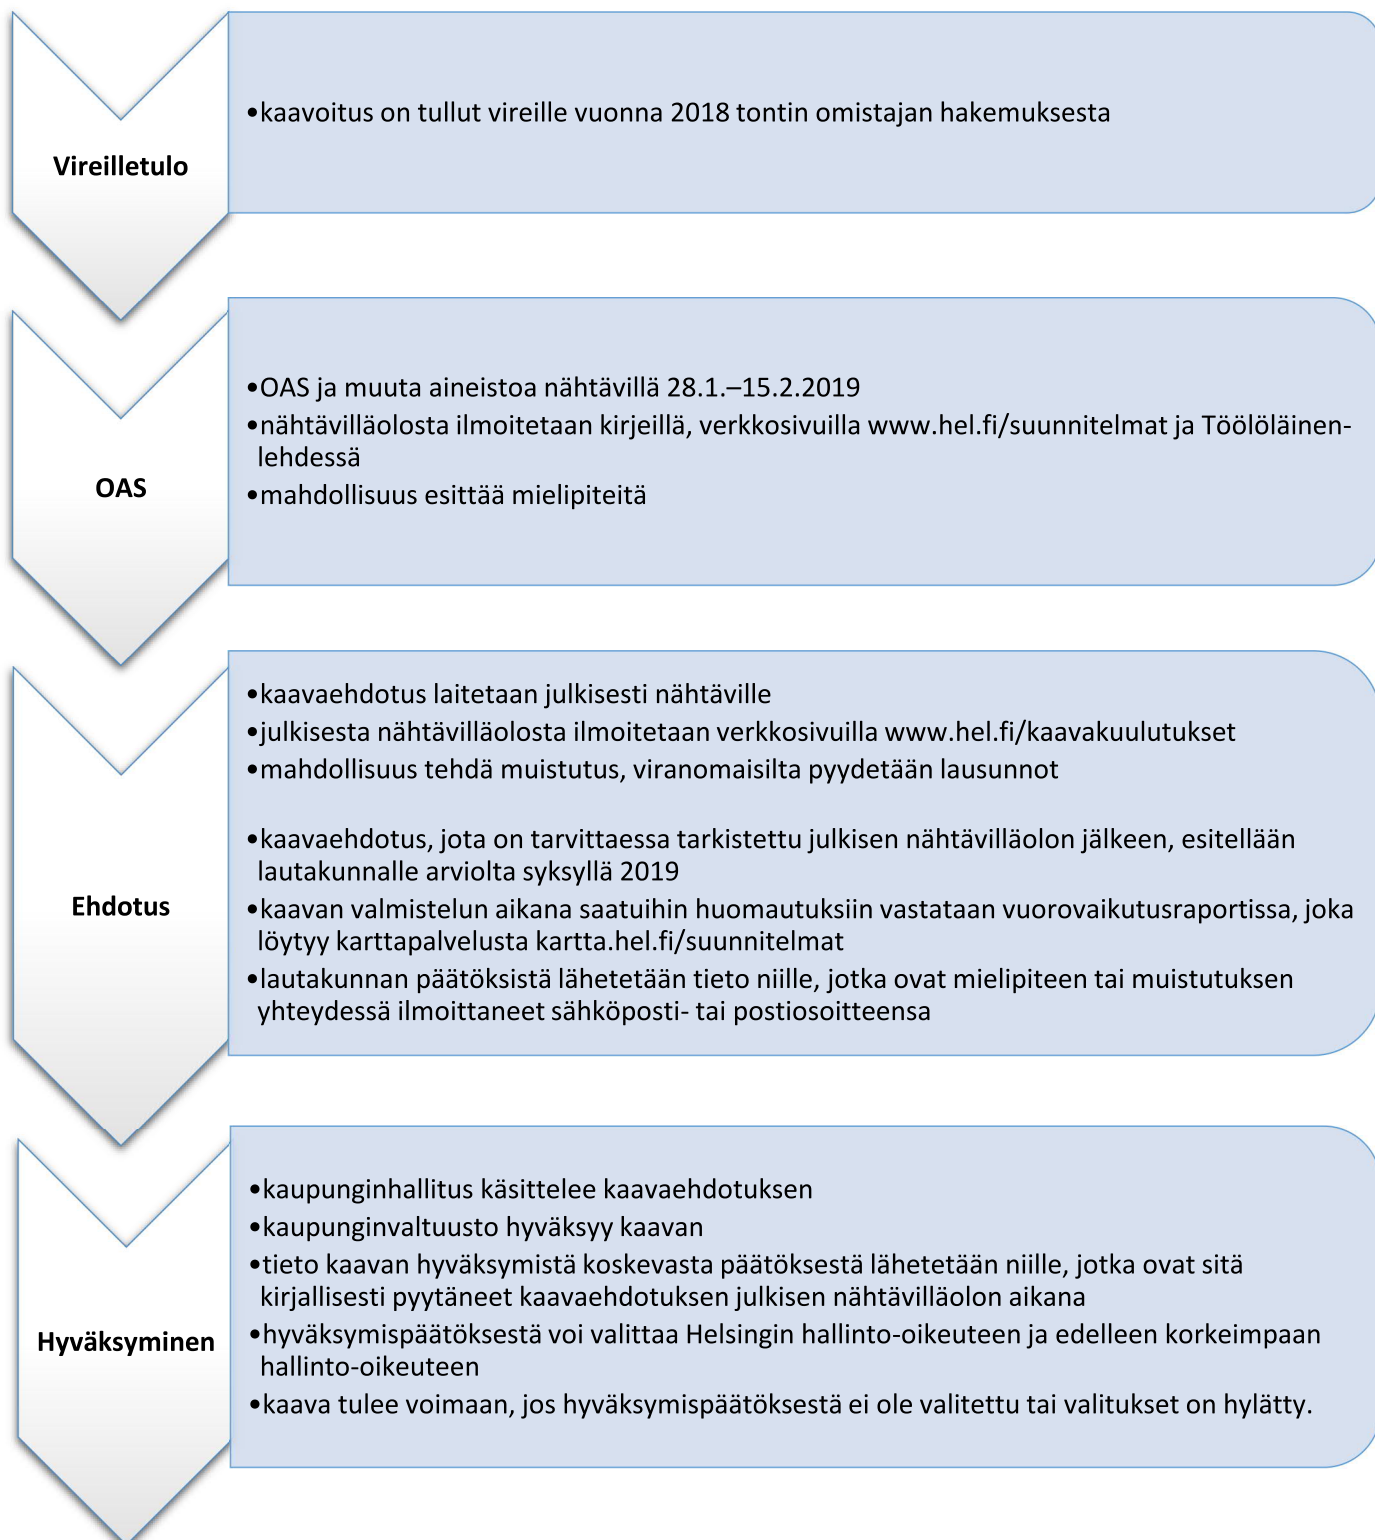 Vireilletulo
•kaavoitus on tullut vireille vuonna 2018 tontin omistajan hakemuksesta
OAS
•OAS ja muuta aineistoa nähtävillä 28.1.–15.2.2019
•nähtävilläolosta ilmoitetaan kirjeillä, verkkosivuilla www.hel.fi/suunnitelmat ja Töölöläinen-
lehdessä
•mahdollisuus esittää mielipiteitä
Ehdotus
•kaavaehdotus laitetaan julkisesti nähtäville
•julkisesta nähtävilläolosta ilmoitetaan verkkosivuilla www.hel.fi/kaavakuulutukset
•mahdollisuus tehdä muistutus, viranomaisilta pyydetään lausunnot
•kaavaehdotus, jota on tarvittaessa tarkistettu julkisen nähtävilläolon jälkeen, esitellään
lautakunnalle arviolta syksyllä 2019
•kaavan valmistelun aikana saatuihin huomautuksiin vastataan vuorovaikutusraportissa, joka
löytyy karttapalvelusta kartta.hel.fi/suunnitelmat
•lautakunnan päätöksistä lähetetään tieto niille, jotka ovat mielipiteen tai muistutuksen
yhteydessä ilmoittaneet sähköposti- tai postiosoitteensa
Hyväksyminen
•kaupunginhallitus käsittelee kaavaehdotuksen
•kaupunginvaltuusto hyväksyy kaavan
•tieto kaavan hyväksymistä koskevasta päätöksestä lähetetään niille, jotka ovat sitä
kirjallisesti pyytäneet kaavaehdotuksen julkisen nähtävilläolon aikana
•hyväksymispäätöksestä voi valittaa Helsingin hallinto-oikeuteen ja edelleen korkeimpaan
hallinto-oikeuteen
•kaava tulee voimaan, jos hyväksymispäätöksestä ei ole valitettu tai valitukset on hylätty.